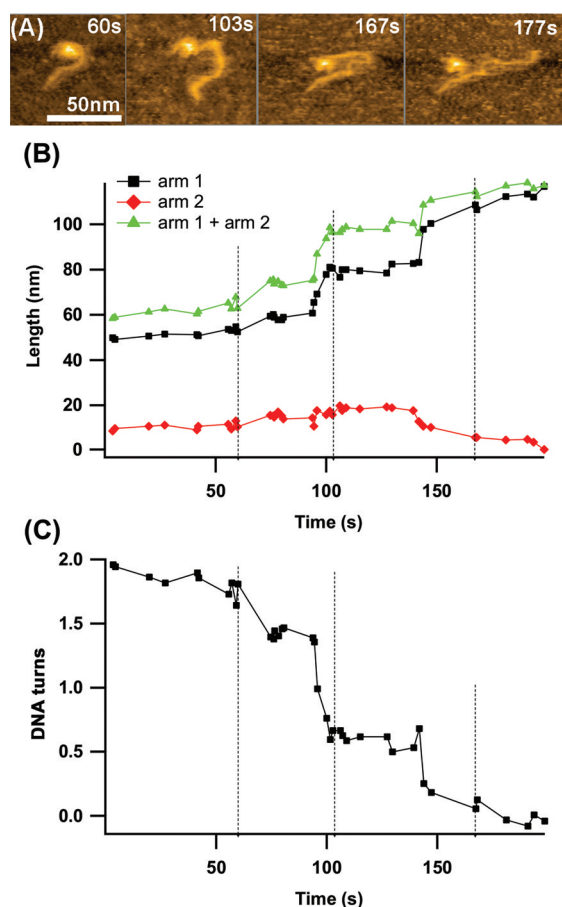 (A) 60s 103s 167s 177s
50nm
(B)
arm 1
arm 2
arm 1 + arm 2
Length (nm)
100
80
60
40
20
0
50 100 150
Time (s)
(C)
DNA turns
2.0
1.5
1.0
0.5
0.0
50 100 150
Time (s)